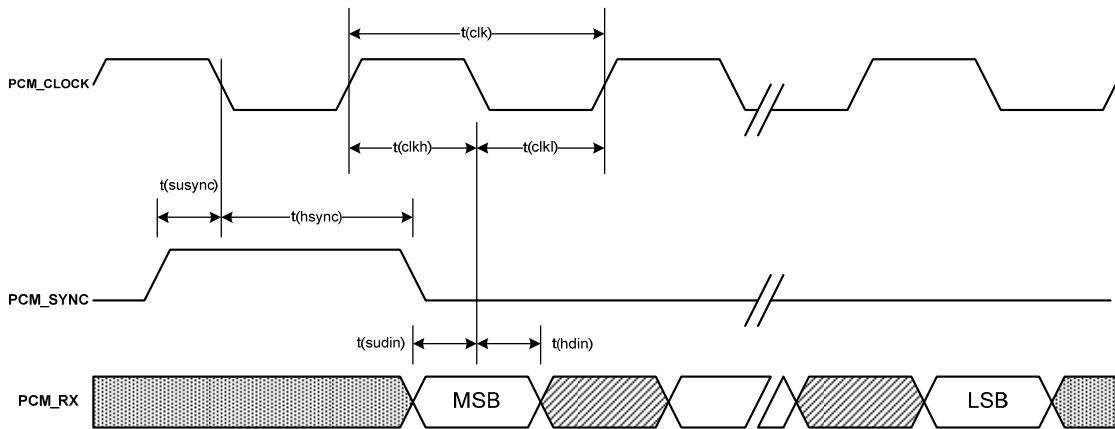 t(clk)
PCM_CLOCK
t(clkh)
t(clkl)
t(susync)
t(hsync)
PCM_SYNC
t(sudin)
t(hdin)
PCM_RX
MSB
LSB